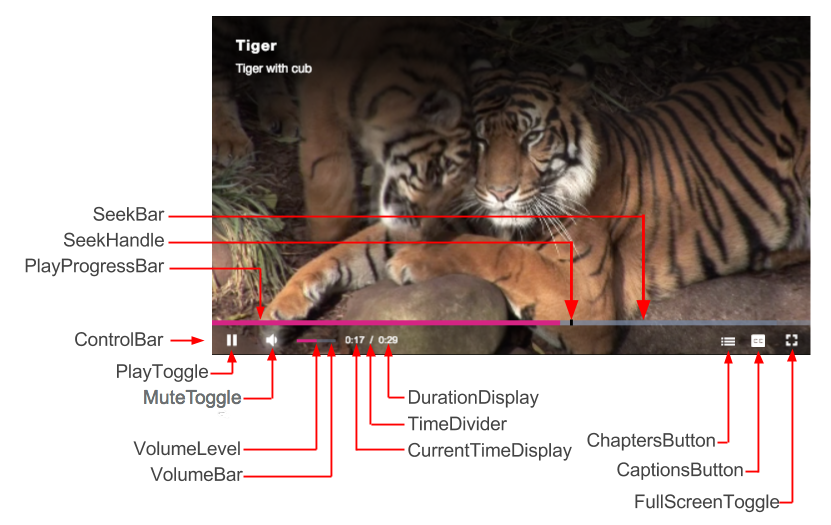 Tiger
Tiger with cub
SeekBar
SeekHandle
PlayProgressBar
ControlBar
0:17 / 0:29
CC
PlayToggle
MuteToggle
DurationDisplay
TimeDivider
VolumeLevel
CurrentTimeDisplay
VolumeBar
ChaptersButton
CaptionsButton
FullScreenToggle